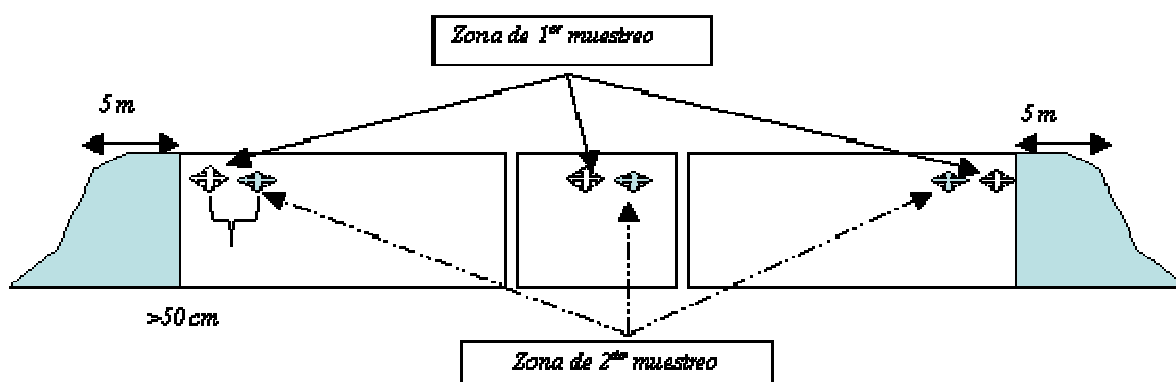 Zona de 1er muestreo
5 m
5 m
>50 cm
Zona de 2do muestreo